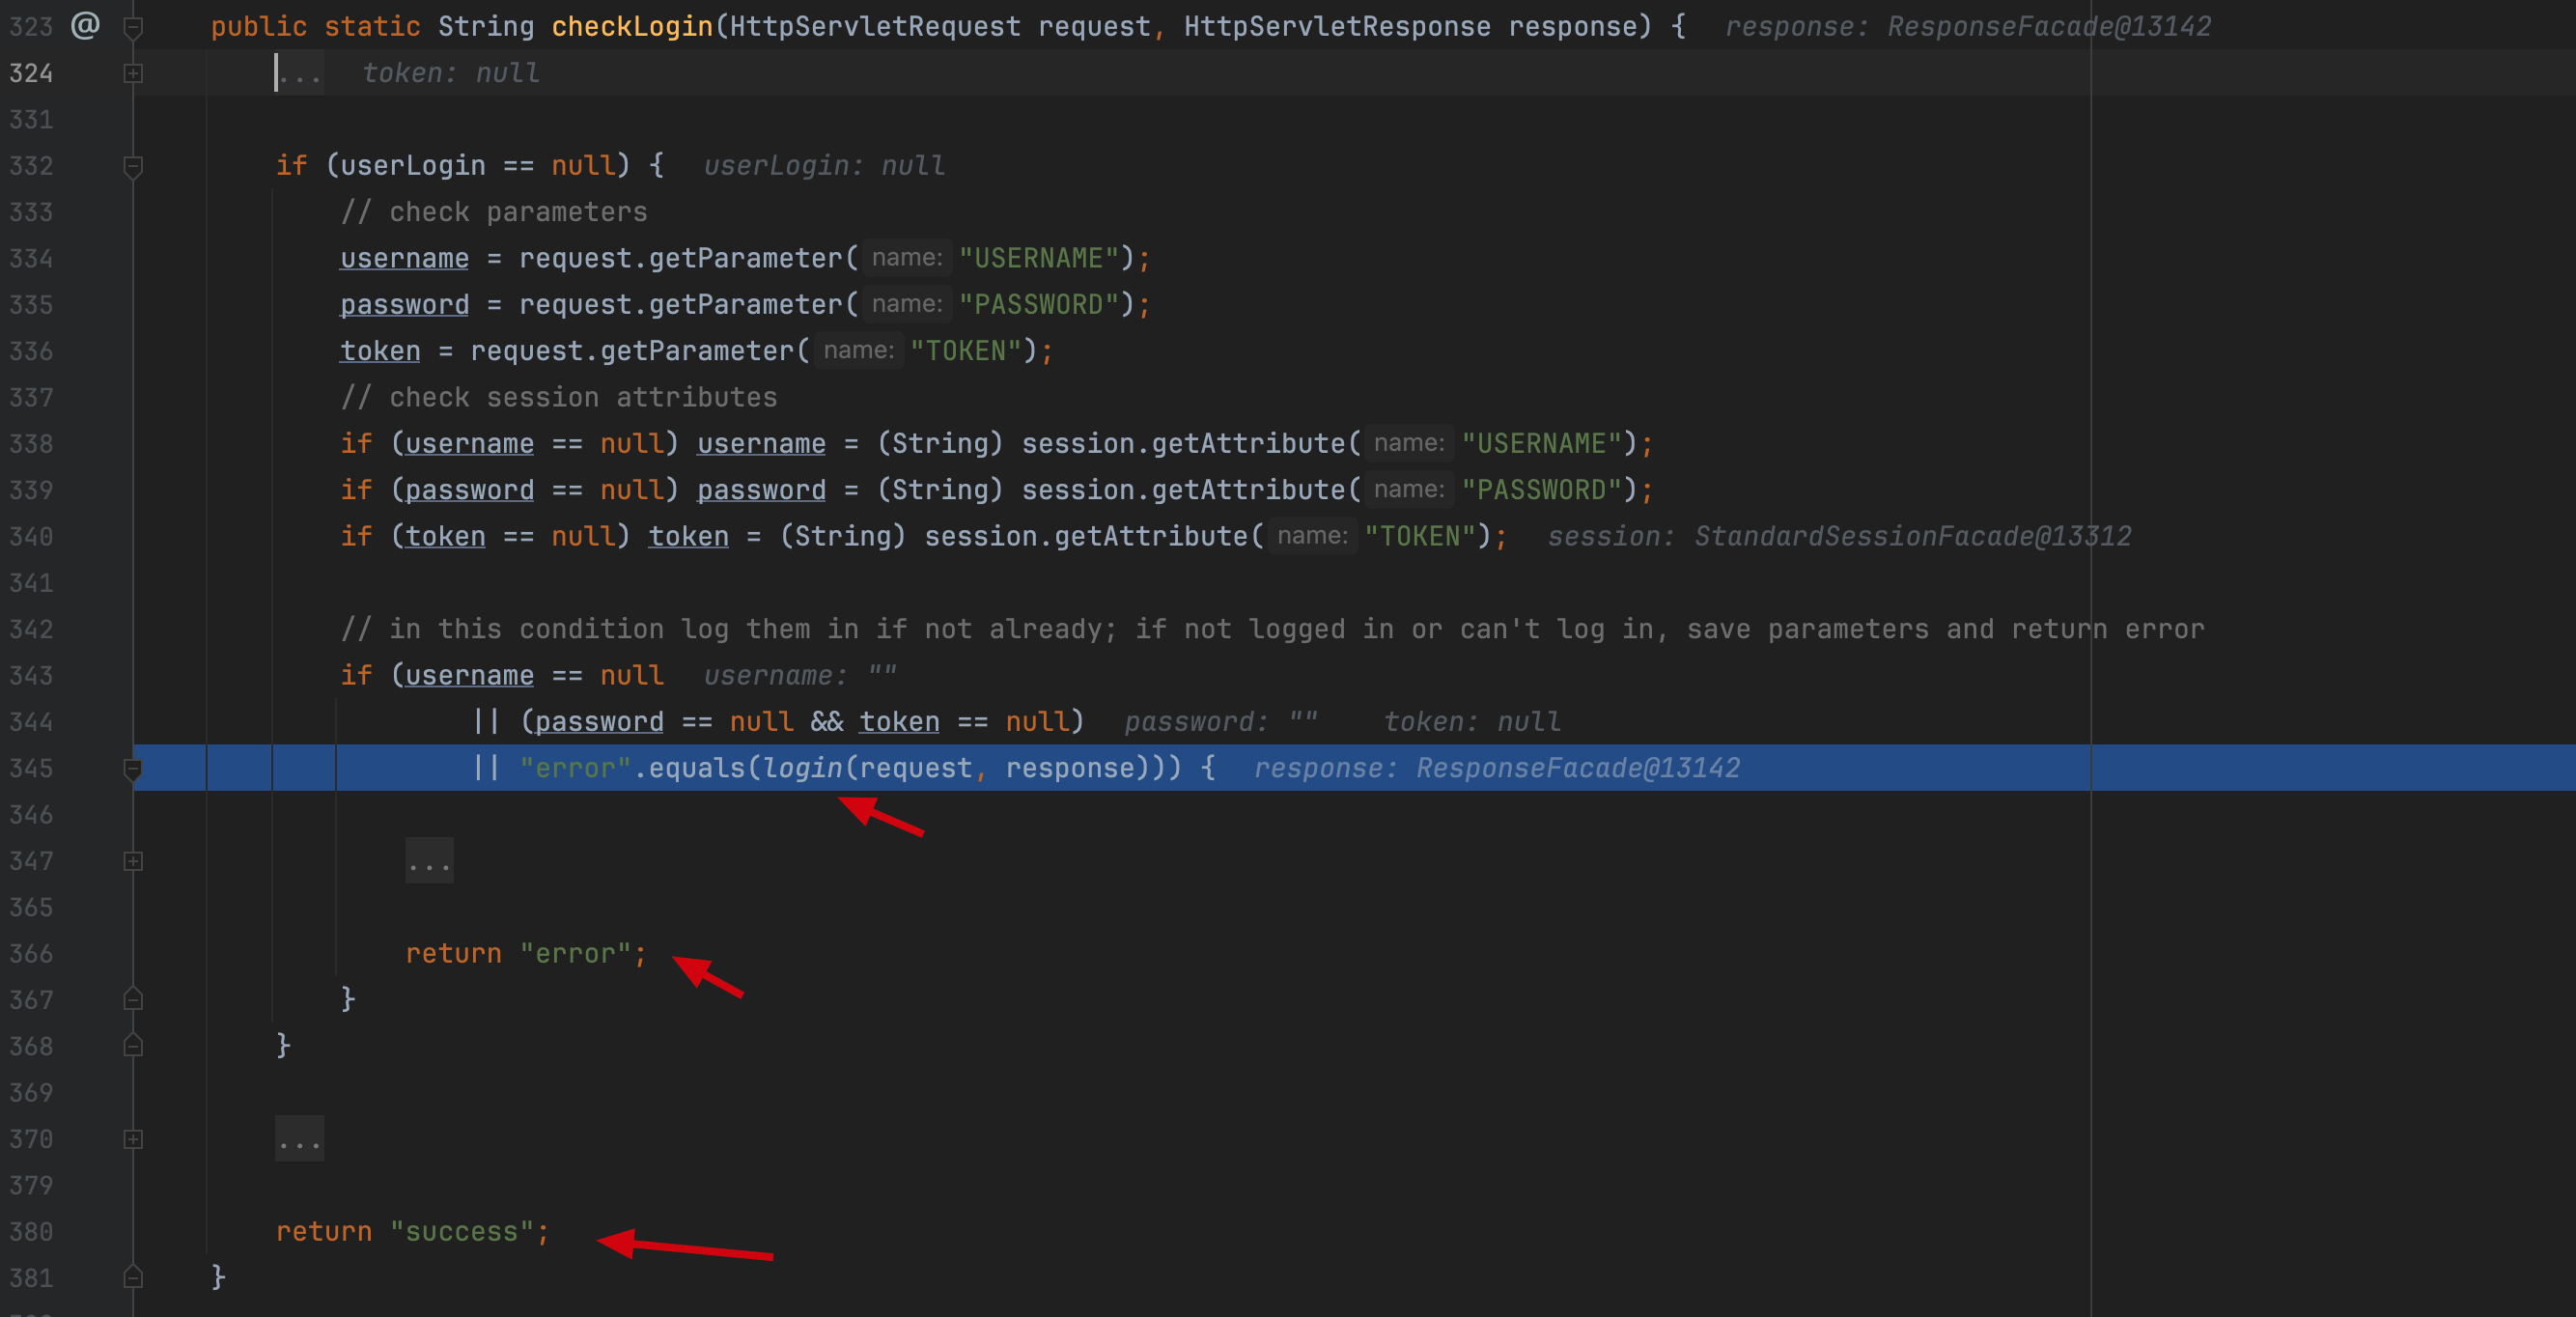 323 @ public static String checkLogin(HttpServletRequest request, HttpServletResponse response) { response: ResponseFacade@13142
324 ... token: null
331
332 if (userLogin == null) { userLogin: null
333 // check parameters
334 username = request.getParameter( name: "USERNAME");
335 password = request.getParameter( name: "PASSWORD");
336 token = request.getParameter( name: "TOKEN");
337 // check session attributes
338 if (username == null) username = (String) session.getAttribute( name: "USERNAME");
339 if (password == null) password = (String) session.getAttribute( name: "PASSWORD");
340 if (token == null) token = (String) session.getAttribute( name: "TOKEN"); session: StandardSessionFacade@13312
341
342 // in this condition log them in if not already; if not logged in or can't log in, save parameters and return error
343 if (username == null username: ""
344 || (password == null && token == null) password: "" token: null
345 || "error".equals(login(request, response))) { response: ResponseFacade@13142
346
347 ...
365
366 return "error";
367 }
368 }
369
370 ...
379
380 return "success";
381 }